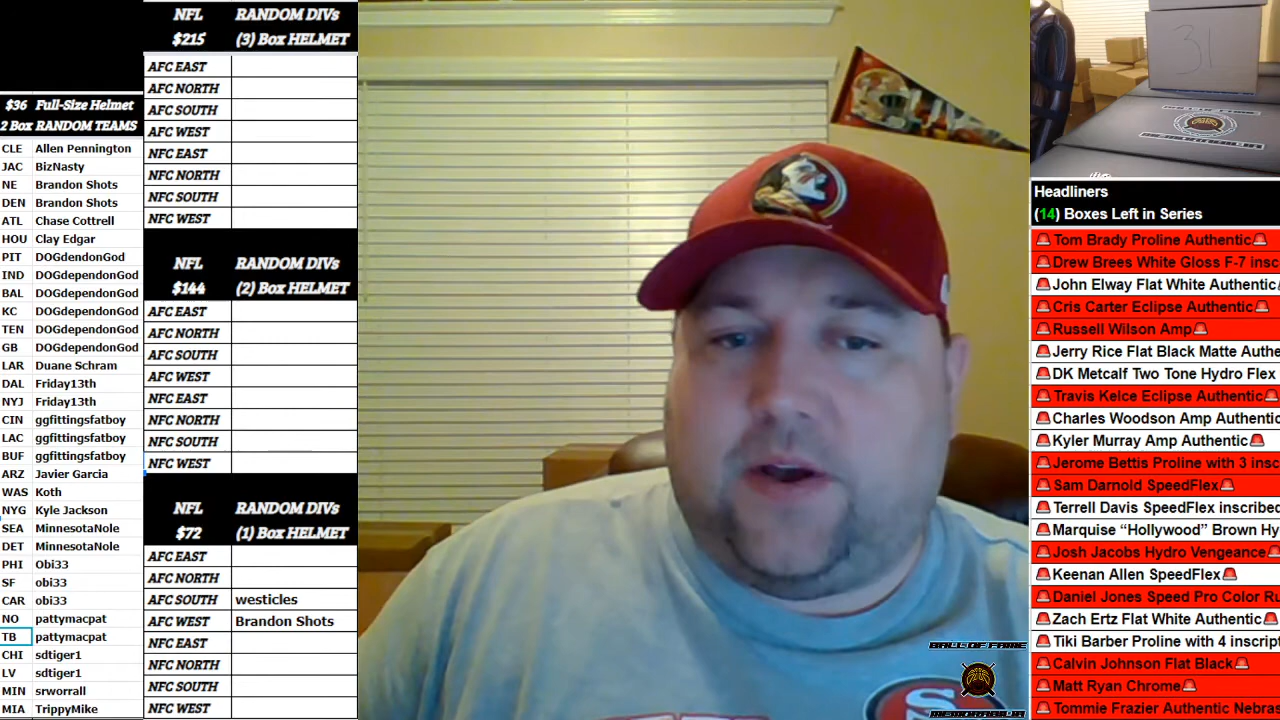 $36 Full-Size Helmet
2 Box RANDOM TEAMS
CLE Allen Pennington
JAC BizNasty
NE Brandon Shots
DEN Brandon Shots
ATL Chase Cottrell
HOU Clay Edgar
PIT DOGdendonGod
IND DOGdependonGod
BAL DOGdependonGod
KC DOGdependonGod
TEN DOGdependonGod
GB DOGdependonGod
LAR Duane Schram
DAL Friday13th
NYJ Friday13th
CIN ggfittingsfatboy
LAC ggfittingsfatboy
BUF ggfittingsfatboy
ARZ Javier Garcia
WAS Koth
NYG Kyle Jackson
SEA MinnesotaNole
DET MinnesotaNole
PHI Obi33
SF obi33
CAR obi33
NO pattymacpat
TB pattymacpat
CHI sdtiger1
LV sdtiger1
MIN srworrall
MIA TrippyMike
NFL RANDOM DIVs
$215 (3) Box HELMET
AFC EAST
AFC NORTH
AFC SOUTH
AFC WEST
NFC EAST
NFC NORTH
NFC SOUTH
NFC WEST
NFL RANDOM DIVs
$144 (2) Box HELMET
AFC EAST
AFC NORTH
AFC SOUTH
AFC WEST
NFC EAST
NFC NORTH
NFC SOUTH
NFC WEST
NFL RANDOM DIVs
$72 (1) Box HELMET
AFC EAST
AFC NORTH
AFC SOUTH westicles
AFC WEST Brandon Shots
NFC EAST
NFC NORTH
NFC SOUTH
NFC WEST
BALL OF FAME
MEMORABILIA
31
Headliners
(14) Boxes Left in Series
Tom Brady Proline Authentic
Drew Brees White Gloss F-7 insc
John Elway Flat White Authentic
Cris Carter Eclipse Authentic
Russell Wilson Amp
Jerry Rice Flat Black Matte Authe
DK Metcalf Two Tone Hydro Flex
Travis Kelce Eclipse Authentic
Charles Woodson Amp Authentic
Kyler Murray Amp Authentic
Jerome Bettis Proline with 3 insc
Sam Darnold SpeedFlex
Terrell Davis SpeedFlex inscribed
Marquise “Hollywood” Brown Hy
Josh Jacobs Hydro Vengeance
Keenan Allen SpeedFlex
Daniel Jones Speed Pro Color Ru
Zach Ertz Flat White Authentic
Tiki Barber Proline with 4 inscript
Calvin Johnson Flat Black
Matt Ryan Chrome
Tommie Frazier Authentic Nebras